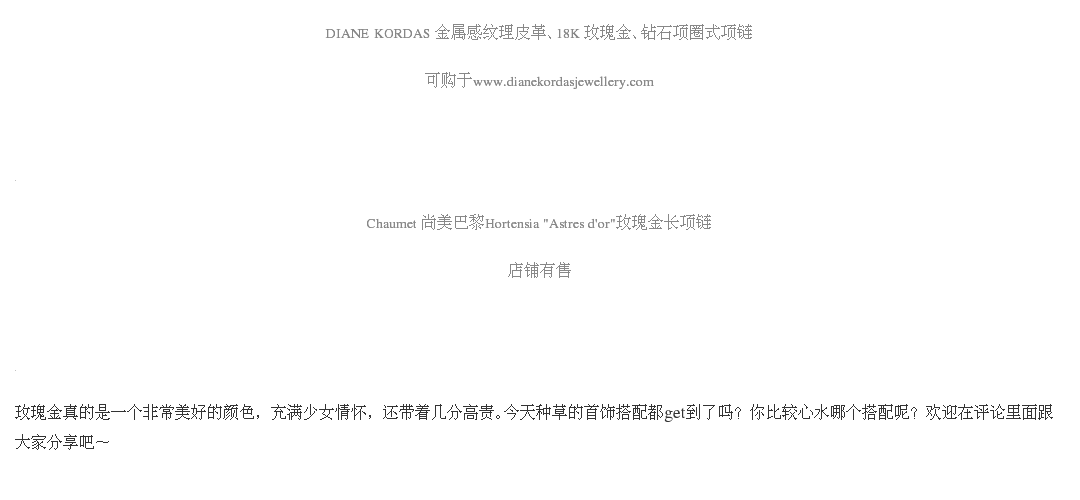 DIANE KORDAS 金属感纹理皮革、18K 玫瑰金、钻石项圈式项链
可购于www.dianekordasjewellery.com
Chaumet 尚美巴黎Hortensia "Astres d'or"玫瑰金长项链
店铺有售
玫瑰金真的是一个非常美好的颜色，充满少女情怀，还带着几分高贵。今天种草的首饰搭配都get到了吗？你比较心水哪个搭配呢？欢迎在评论里面跟
大家分享吧～